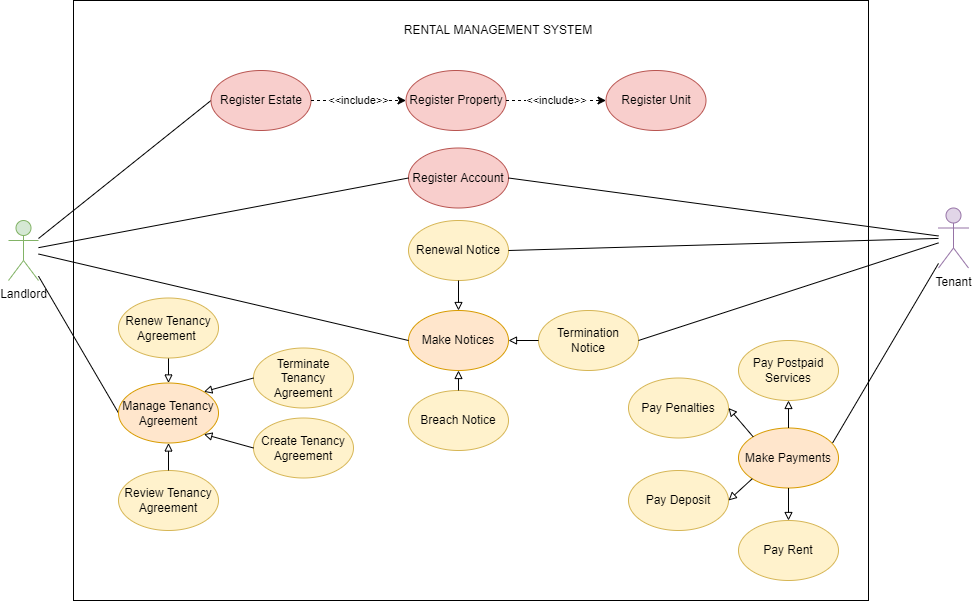 RENTAL MANAGEMENT SYSTEM
Register Estate
<<include>>
Register Property
<<include>>
Register Unit
Register Account
Renewal Notice
Landlord
Tenant
Renew Tenancy
Agreement
Make Notices
Termination
Notice
Terminate
Tenancy
Agreement
Pay Postpaid
Services
Manage Tenancy
Agreement
Breach Notice
Pay Penalties
Create Tenancy
Agreement
Make Payments
Review Tenancy
Agreement
Pay Deposit
Pay Rent